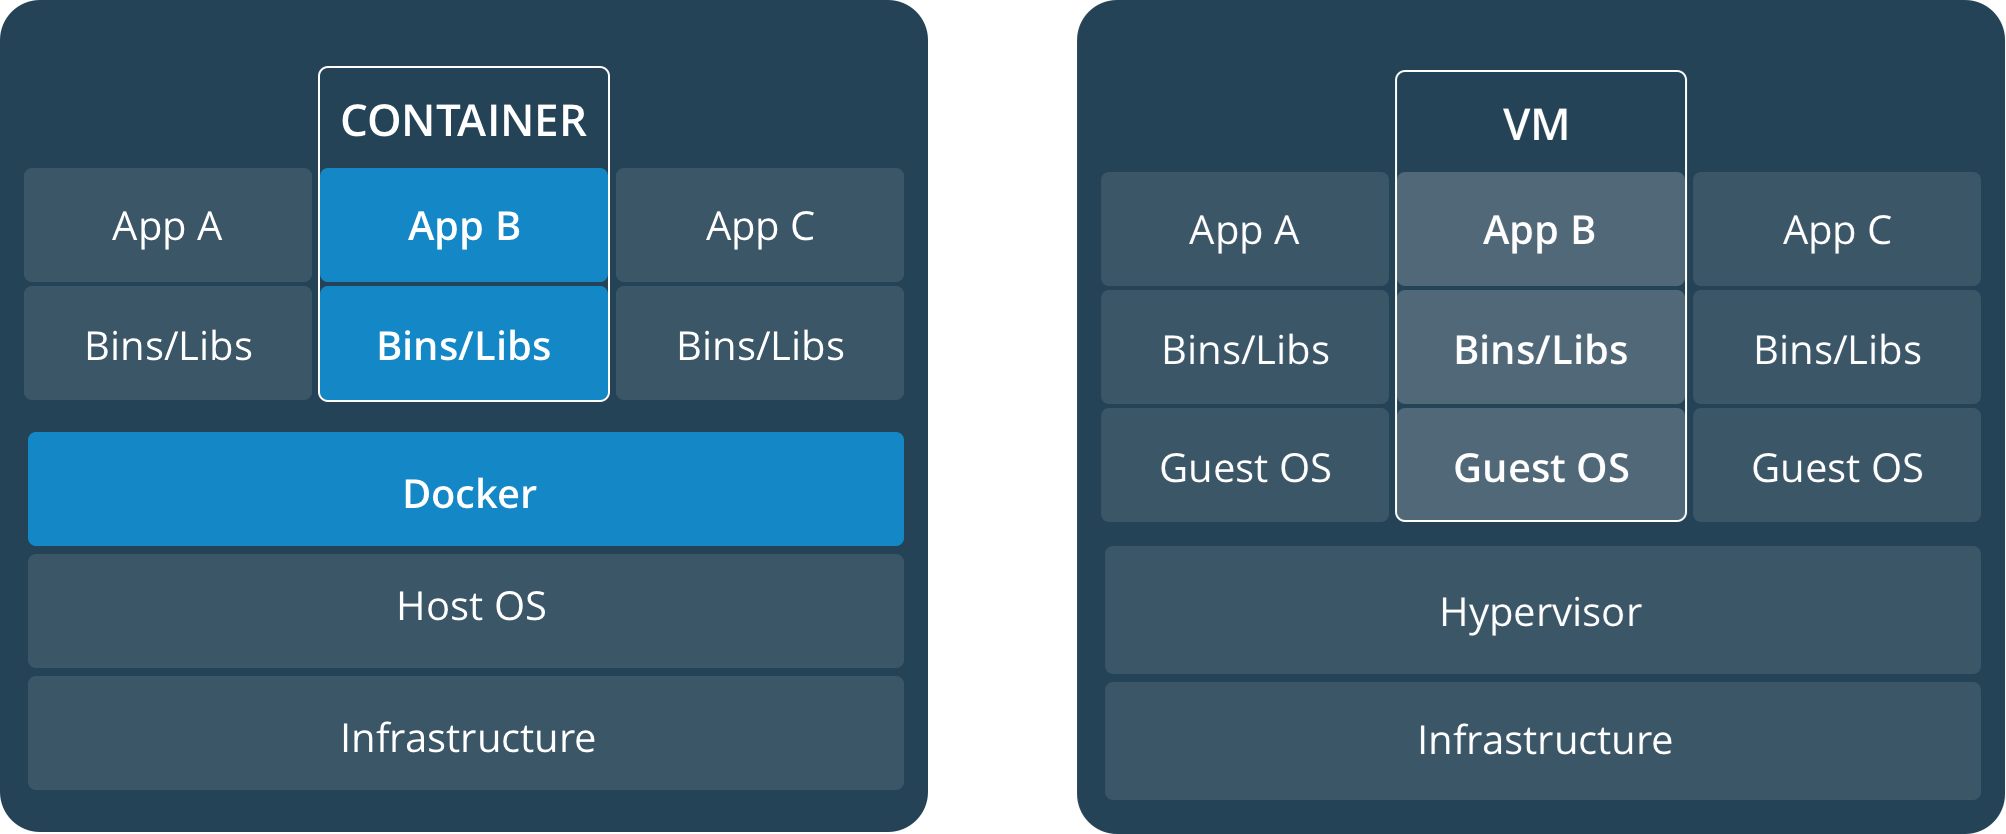 CONTAINER
App A
App B
App C
Bins/Libs
Bins/Libs
Bins/Libs
Docker
Host OS
Infrastructure
VM
App A
App B
App C
Bins/Libs
Bins/Libs
Bins/Libs
Guest OS
Guest OS
Guest OS
Hypervisor
Infrastructure